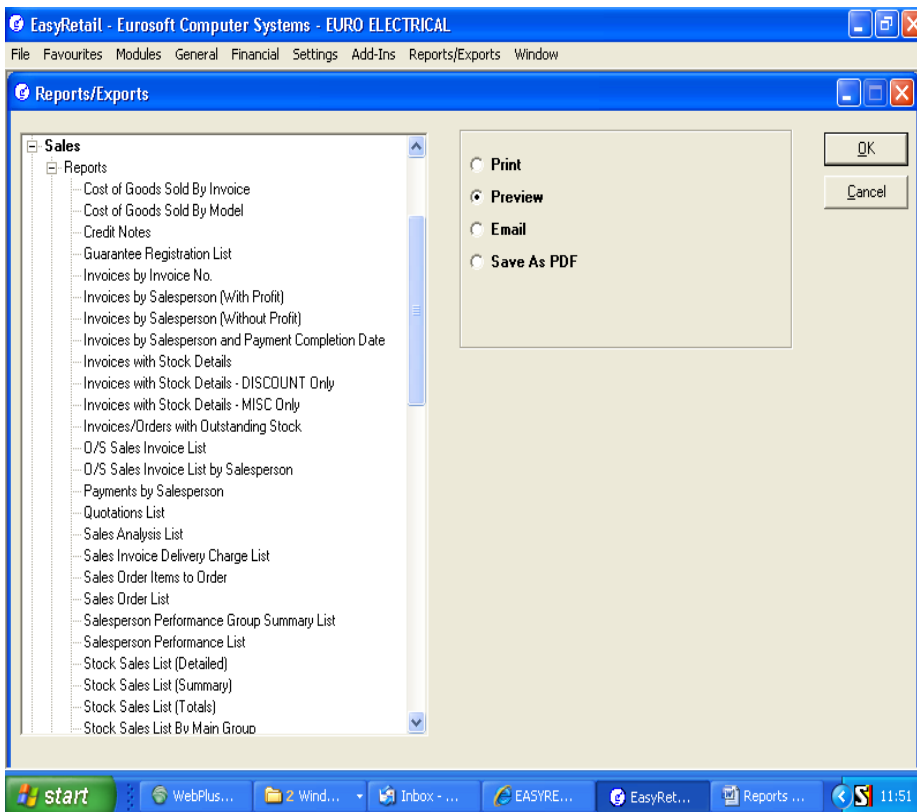 EasyRetail - Eurosoft Computer Systems - EURO ELECTRICAL
File Favourites Modules General Financial Settings Add-Ins Reports/Exports Window
Reports/Exports
Sales
Reports
Cost of Goods Sold By Invoice
Cost of Goods Sold By Model
Credit Notes
Guarantee Registration List
Invoices by Invoice No.
Invoices by Salesperson (With Profit)
Invoices by Salesperson (Without Profit)
Invoices by Salesperson and Payment Completion Date
Invoices with Stock Details
Invoices with Stock Details - DISCOUNT Only
Invoices with Stock Details - MISC Only
Invoices/Orders with Outstanding Stock
O/S Sales Invoice List
O/S Sales Invoice List by Salesperson
Payments by Salesperson
Quotations List
Sales Analysis List
Sales Invoice Delivery Charge List
Sales Order Items to Order
Sales Order List
Salesperson Performance Group Summary List
Salesperson Performance List
Stock Sales List (Detailed)
Stock Sales List (Summary)
Stock Sales List (Totals)
Stock Sales List By Main Group
Print
Preview
Email
Save As PDF
OK
Cancel
start WebPlus... 2 Wind... Inbox - ... EASYRE... EasyRet... Reports ... 11:51